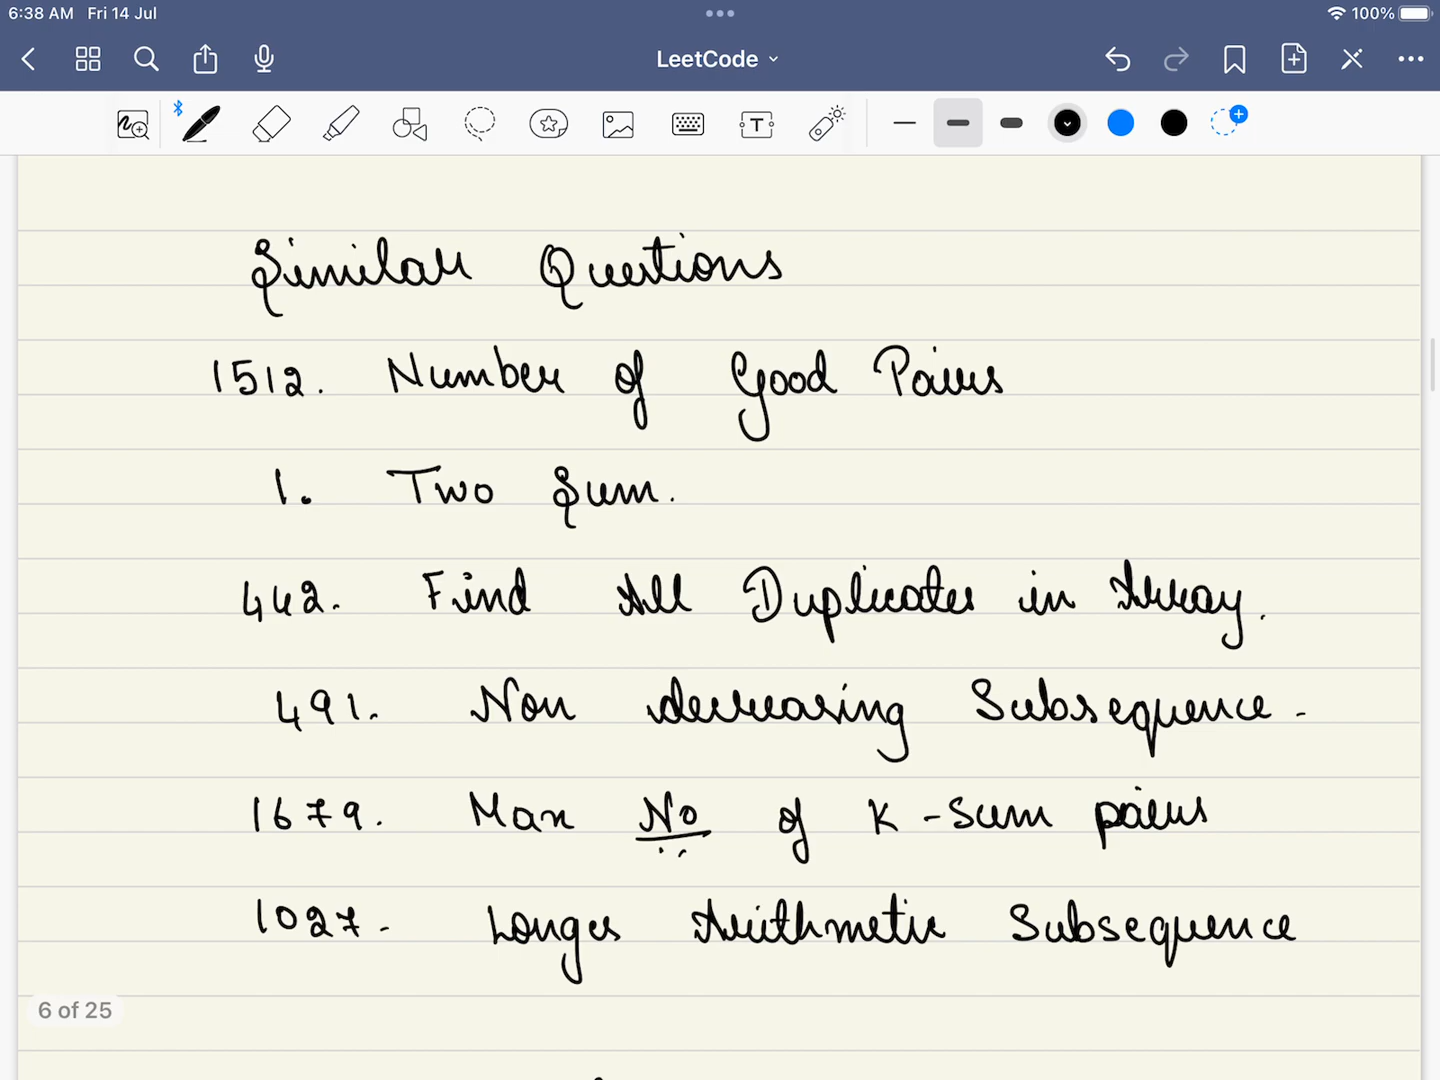 6:38 AM Fri 14 Jul
100%
LeetCode
T
Similar Questions
1512. Number of Good Pairs
1. Two Sum.
442. Find All Duplicates in Array.
491. Non decreasing Subsequence.
1679. Max No of K-Sum pairs
1027. Longes Arithmetic Subsequence
6 of 25